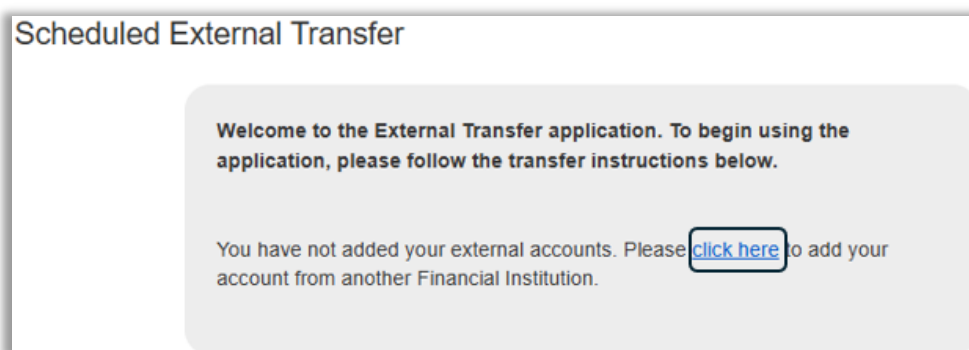 Scheduled External Transfer
Welcome to the External Transfer application. To begin using the
application, please follow the transfer instructions below.
You have not added your external accounts. Please click here to add your
account from another Financial Institution.